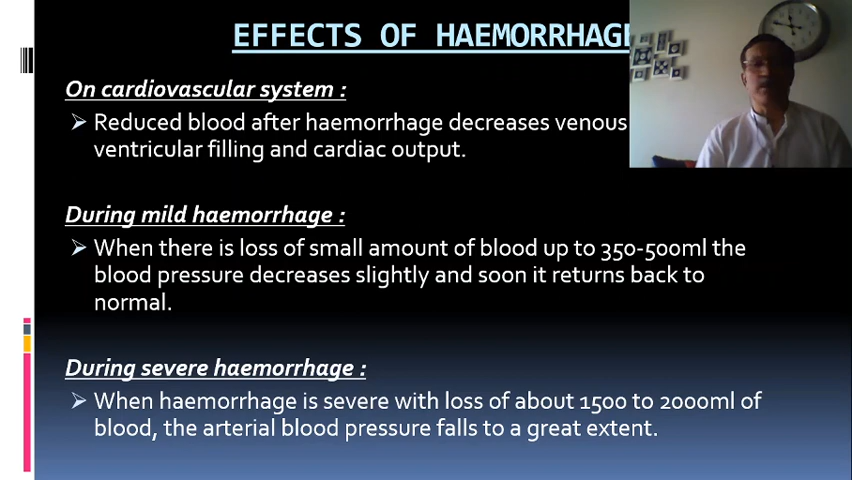 EFFECTS OF HAEMORRHAGE
On cardiovascular system :
Reduced blood after haemorrhage decreases venous
ventricular filling and cardiac output.
During mild haemorrhage :
When there is loss of small amount of blood up to 350-500ml the
blood pressure decreases slightly and soon it returns back to
normal.
During severe haemorrhage :
When haemorrhage is severe with loss of about 1500 to 2000ml of
blood, the arterial blood pressure falls to a great extent.